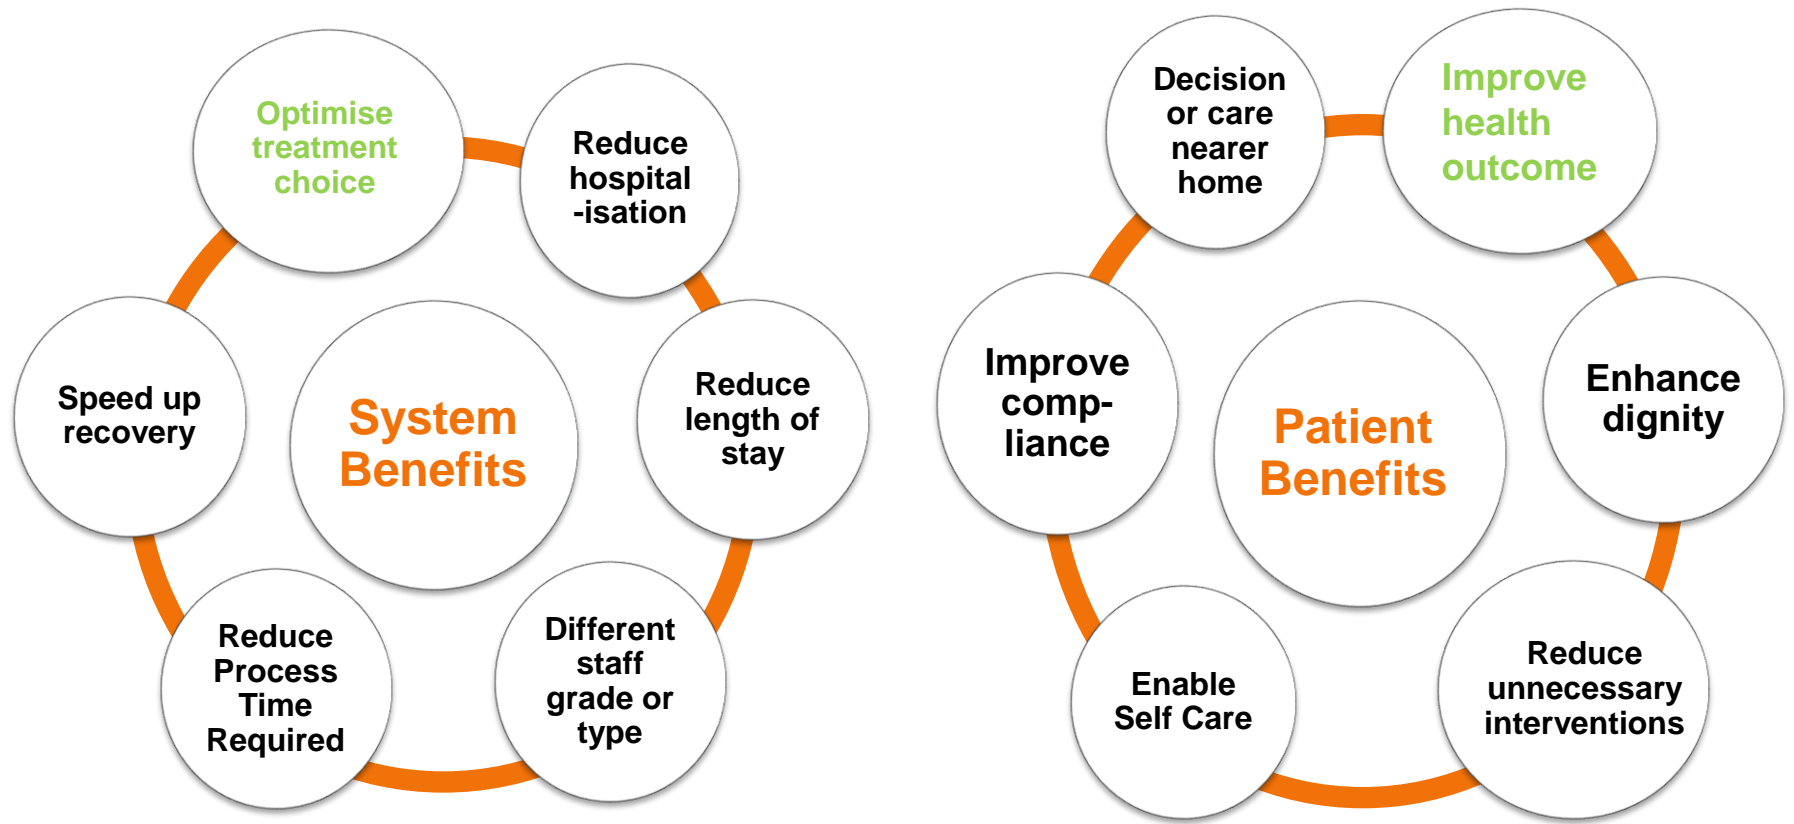 Optimise
treatment
choice
Reduce
hospital
-isation
Reduce
length of
stay
Different
staff
grade or
type
Reduce
Process
Time
Required
Speed up
recovery
System
Benefits
Decision
or care
nearer
home
Improve
health
outcome
Enhance
dignity
Reduce
unnecessary
interventions
Enable
Self Care
Improve
comp-
liance
Patient
Benefits